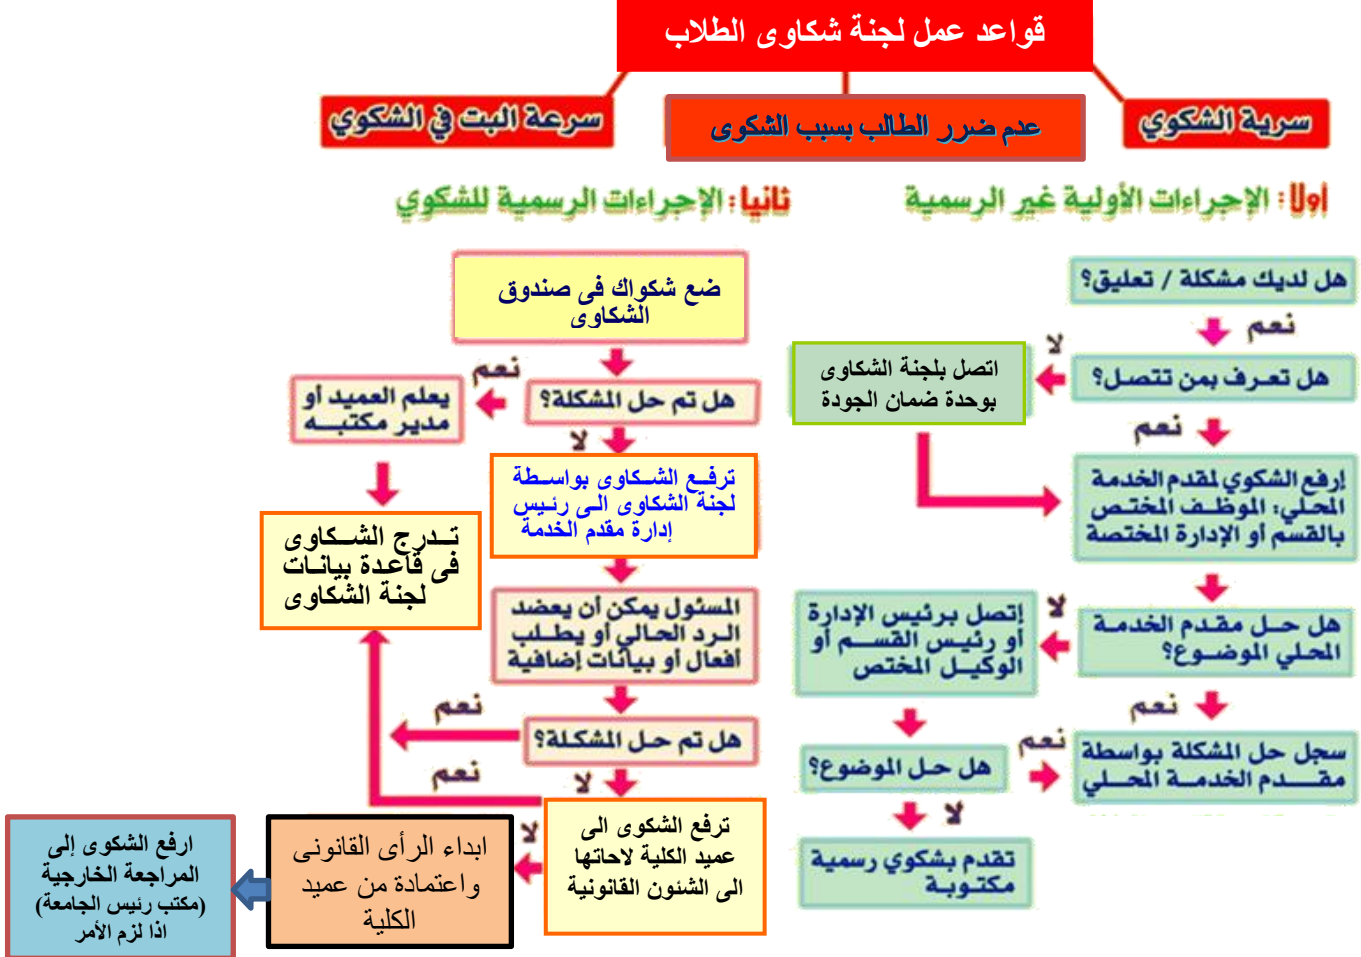 قواعد عمل لجنة شكاوى الطلاب
سرية الشكوي
عدم ضرر الطالب بسبب الشكوى
سرعة البت في الشكوي
اولا: الإجراءات الأولية غير الرسمية
هل لديك مشكلة / تعليق؟
نعم
هل تعرف بمن تتصل؟
لا
اتصل بلجنة الشكاوى
بوحدة ضمان الجودة
نعم
إرفع الشكوي لمقدم الخدمة
المحلي: الموظف المختص
بالقسم أو الإدارة المختصة
هل حل مقدم الخدمة
المحلي الموضوع؟
لا
إتصل برئيس الإدارة
أو رئيس القسم أو
الوكيل المختص
نعم
سجل حل المشكلة بواسطة
مقدم الخدمة المحلي
نعم
هل حل الموضوع؟
لا
تقدم بشكوي رسمية
مكتوبة
ثانيا: الإجراءات الرسمية للشكوي
ضع شكواك فى صندوق
الشكاوى
هل تم حل المشكلة؟
نعم
يعلم العميد أو
مدير مكتبه
لا
ترفع الشكاوى بواسطة
لجنة الشكاوى الى رئيس
إدارة مقدم الخدمة
تدرج الشكاوى
فى قاعدة بيانات
لجنة الشكاوى
المسئول يمكن أن يعضد
الرد الحالي أو يطلب
أفعال أو بيانات إضافية
نعم
هل تم حل المشكلة؟
نعم
لا
ترفع الشكوى الى
عميد الكلية لاحاتها
الى الشئون القانونية
لا
ابداء الرأى القانونى
واعتمادة من عميد
الكلية
ارفع الشكوى إلى
المراجعة الخارجية
(مكتب رئيس الجامعة)
اذا لزم الأمر